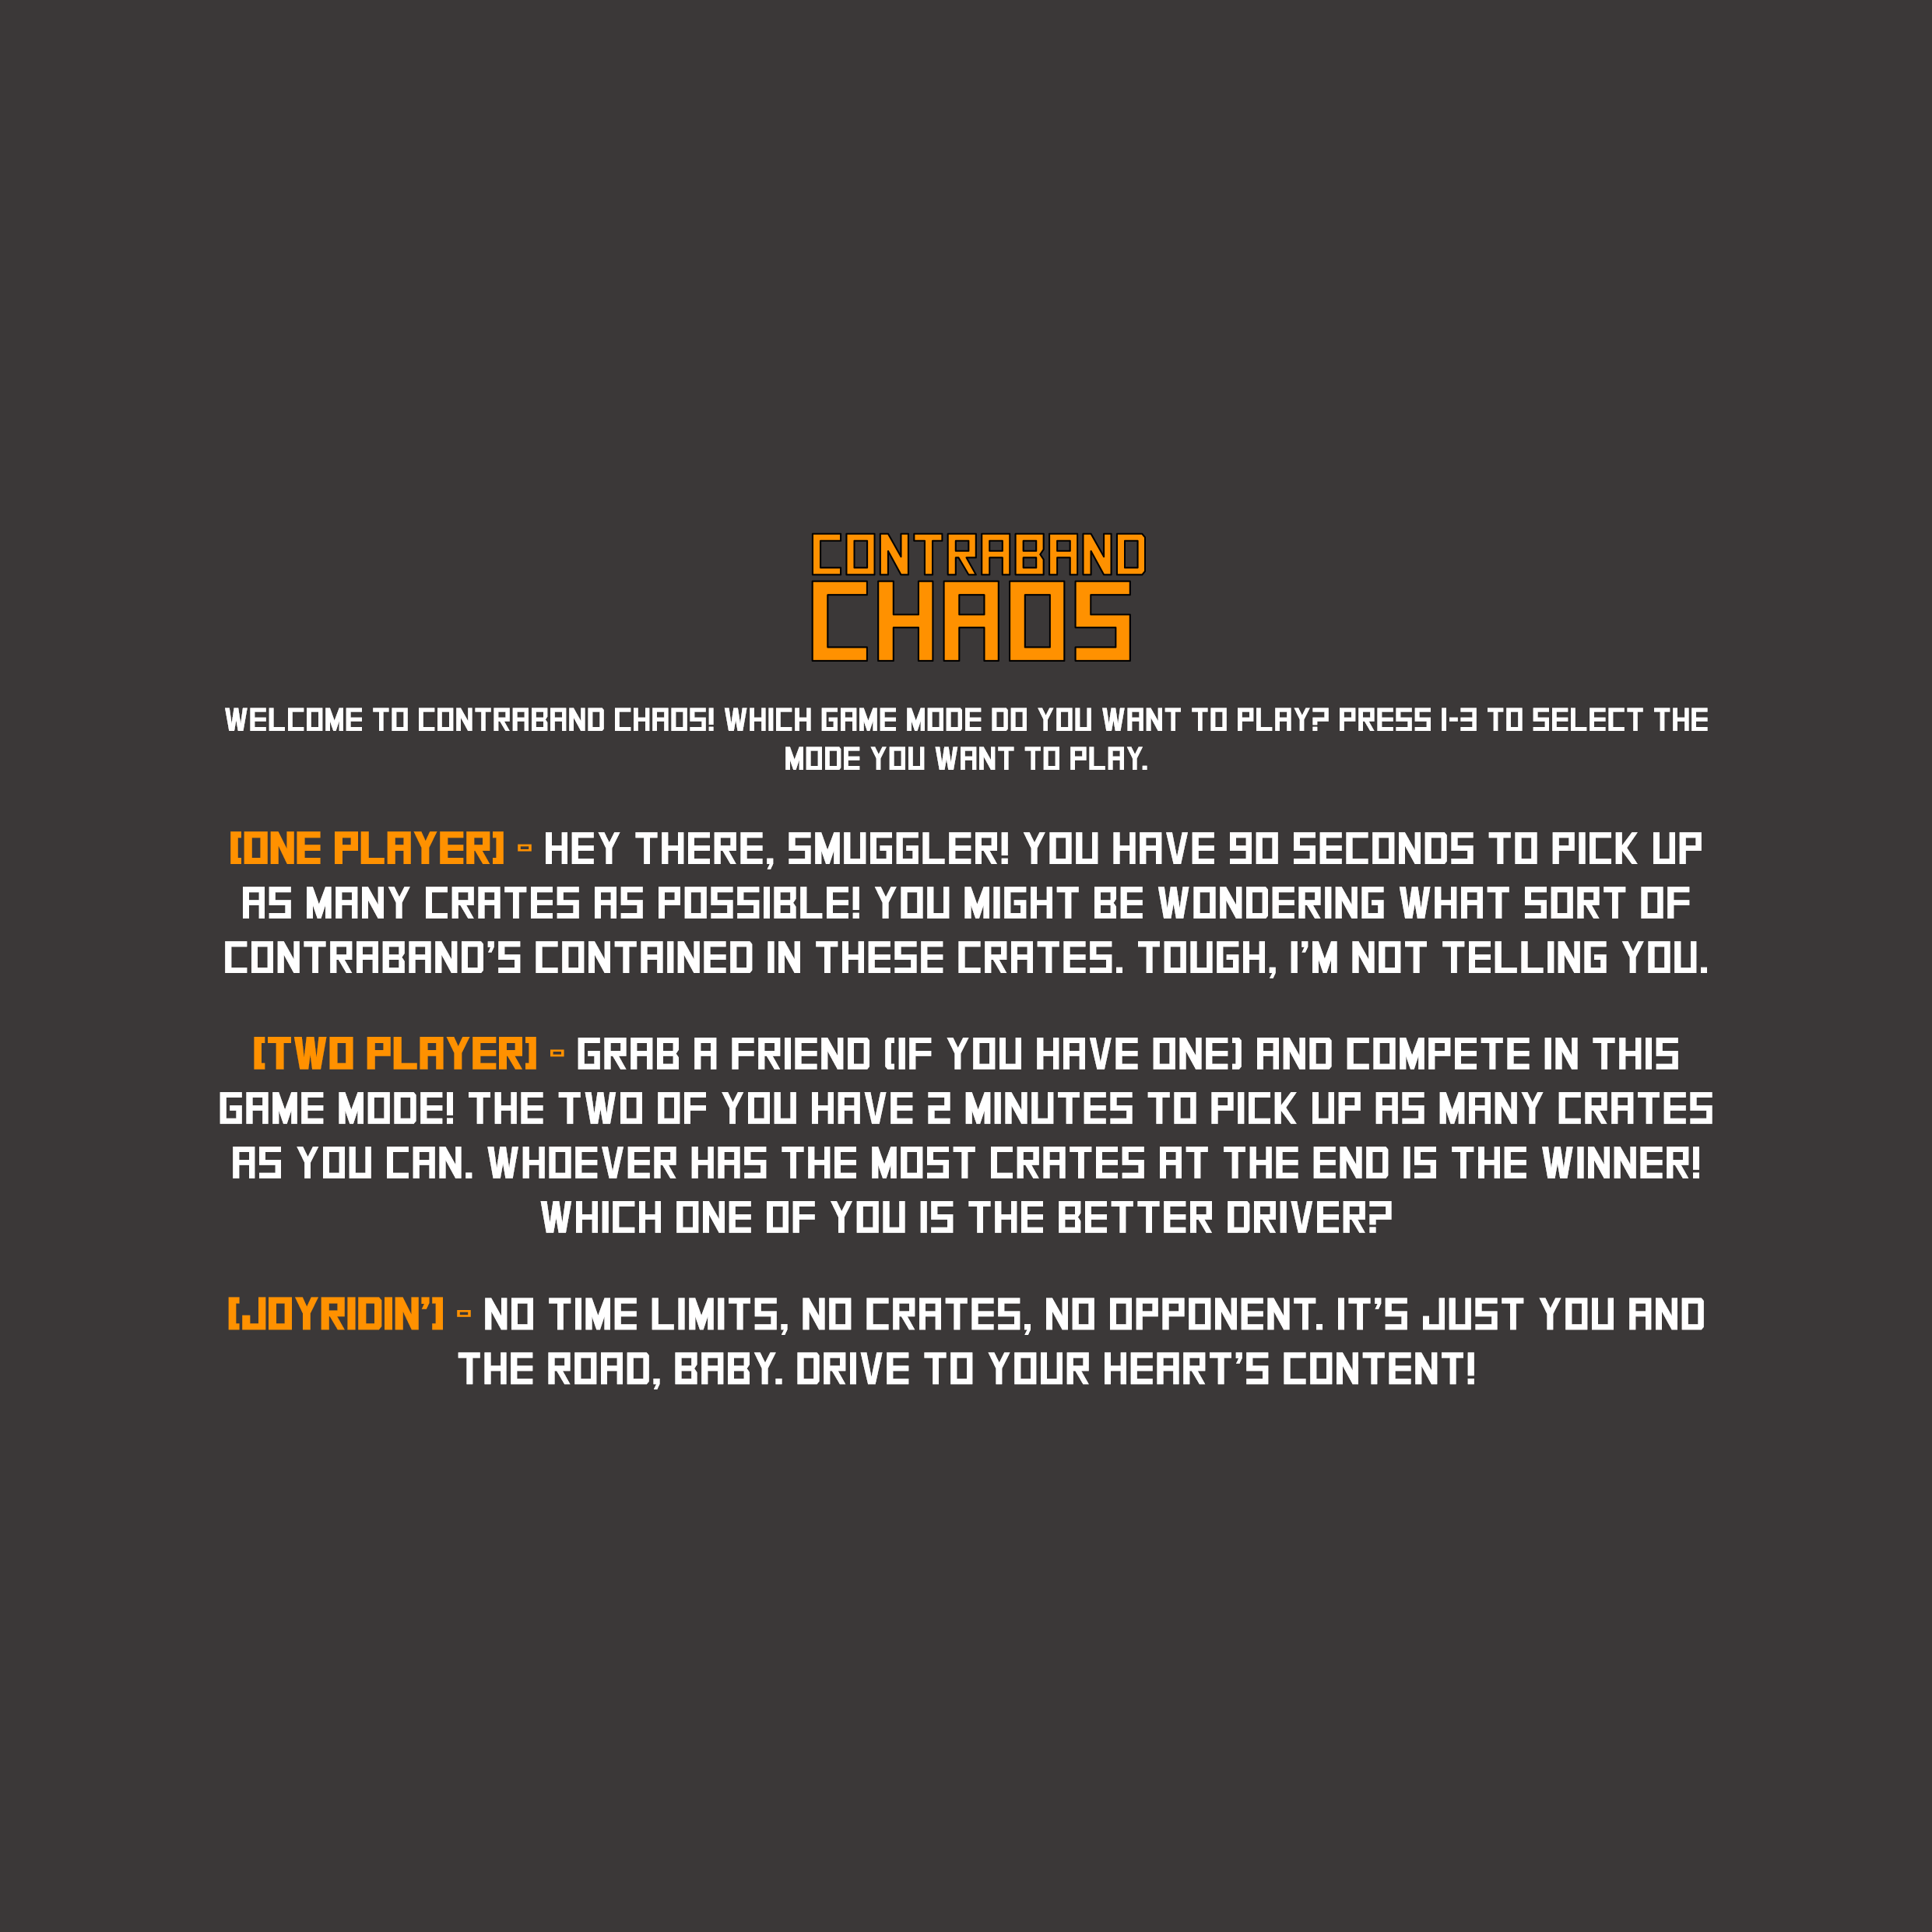 CONTRABAND
CHAOS
WELCOME TO CONTRABAND CHAOS! WHICH GAME MODE DO YOU WANT TO PLAY? PRESS 1-3 TO SELECT THE
MODE YOU WANT TO PLAY.
[ONE PLAYER] - HEY THERE, SMUGGLER! YOU HAVE 90 SECONDS TO PICK UP
AS MANY CRATES AS POSSIBLE! YOU MIGHT BE WONDERING WHAT SORT OF
CONTRABAND'S CONTAINED IN THESE CRATES. TOUGH, I'M NOT TELLING YOU.
[TWO PLAYER] - GRAB A FRIEND (IF YOU HAVE ONE) AND COMPETE IN THIS
GAME MODE! THE TWO OF YOU HAVE 2 MINUTES TO PICK UP AS MANY CRATES
AS YOU CAN. WHOEVER HAS THE MOST CRATES AT THE END IS THE WINNER!
WHICH ONE OF YOU IS THE BETTER DRIVER?
[JOYRIDIN'] - NO TIME LIMITS, NO CRATES, NO OPPONENT. IT'S JUST YOU AND
THE ROAD, BABY. DRIVE TO YOUR HEART'S CONTENT!